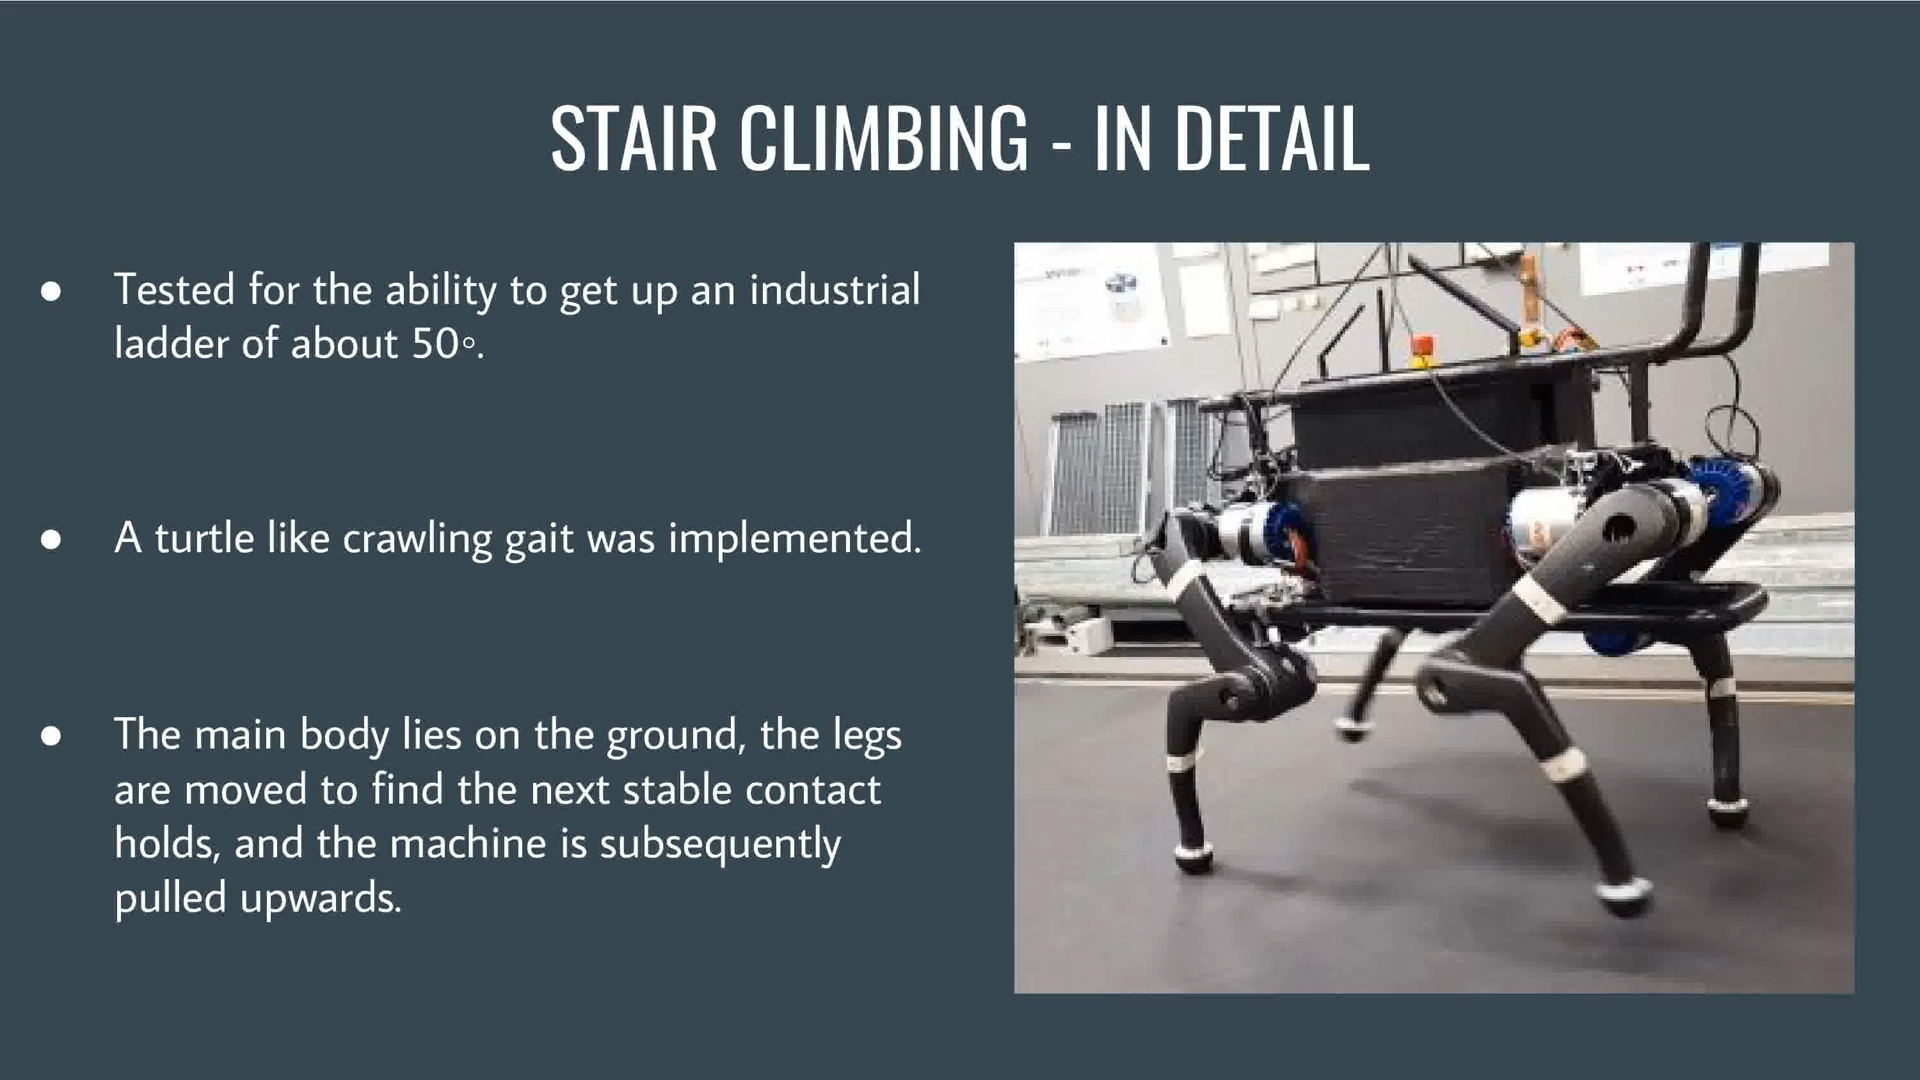 STAIR CLIMBING - IN DETAIL
● Tested for the ability to get up an industrial
ladder of about 50◦.
● A turtle like crawling gait was implemented.
● The main body lies on the ground, the legs
are moved to find the next stable contact
holds, and the machine is subsequently
pulled upwards.